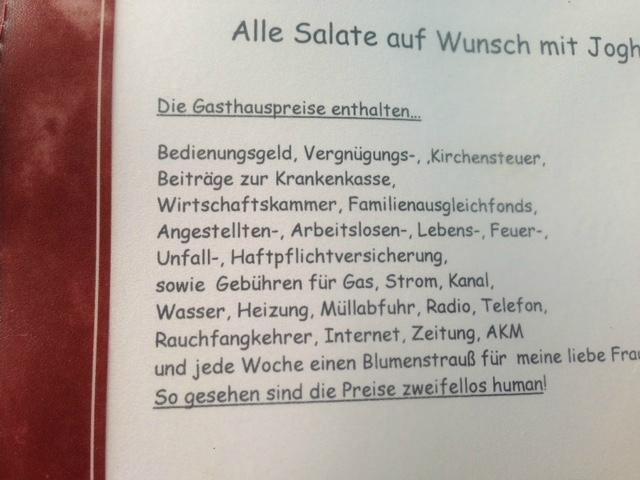 Alle Salate auf Wunsch mit
Die Gasthauspreise enthalten...
Bedienungsgeld, Vergnügungs-, ,Kirchensteuer,
Beiträge zur Krankenkasse,
Wirtschaftskammer, Familienausgleichfonds,
Angestellten-, Arbeitslosen-, Lebens-, Feuer-,
Unfall-, Haftpflichtversicherung,
sowie Gebühren für Gas, Strom, Kanal,
Wasser, Heizung, Müllabfuhr, Radio, Telefon,
Rauchfangkehrer, Internet, Zeitung, AKM
und jede Woche einen Blumenstrauß für meine liebe Frau
So gesehen sind die Preise zweifellos human!